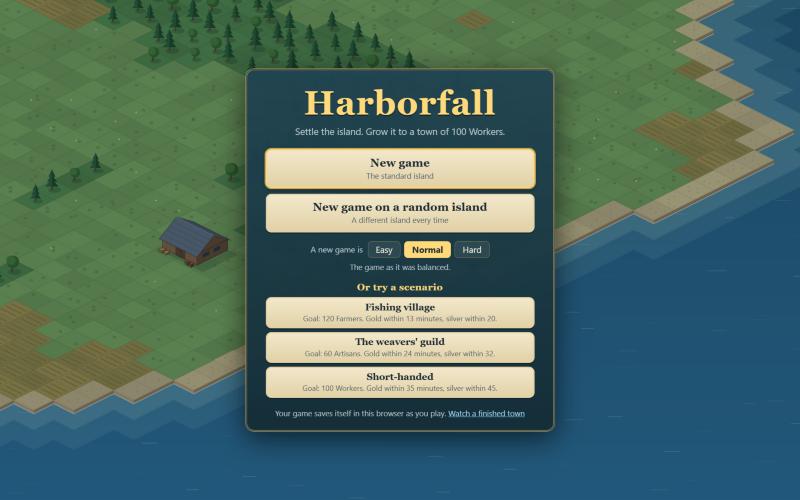 Harborfall
Settle the island. Grow it to a town of 100 Workers.
New game
The standard island
New game on a random island
A different island every time
A new game is Easy Normal Hard
The game as it was balanced.
Or try a scenario
Fishing village
Goal: 120 Farmers. Gold within 13 minutes, silver within 20.
The weavers' guild
Goal: 60 Artisans. Gold within 24 minutes, silver within 32.
Short-handed
Goal: 100 Workers. Gold within 35 minutes, silver within 45.
Your game saves itself in this browser as you play. Watch a finished town